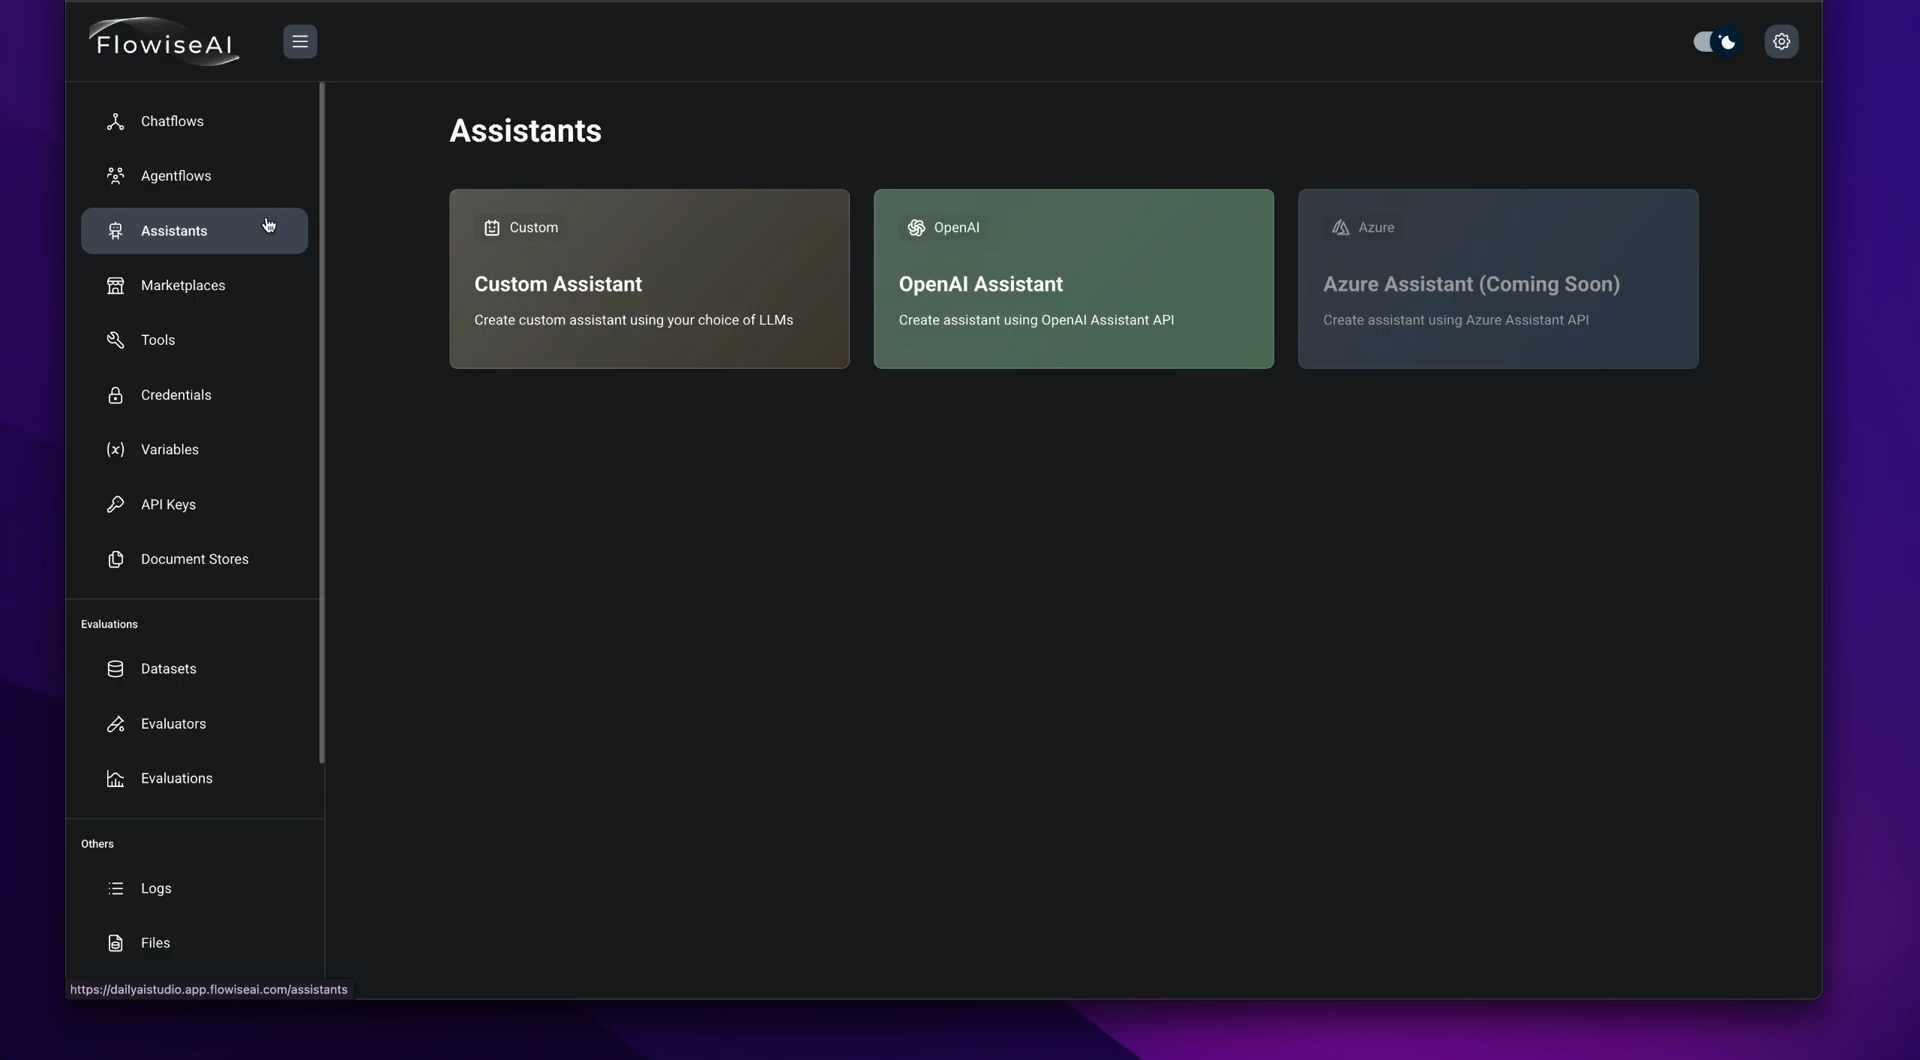 FlowiseAI
Chatflows
Agentflows
Assistants
Marketplaces
Tools
Credentials
(x) Variables
API Keys
Document Stores
Evaluations
Datasets
Evaluators
Evaluations
Others
Logs
Files
https://dailyaistudio.app.flowiseai.com/assistants
Assistants
Custom
Custom Assistant
Create custom assistant using your choice of LLMs
OpenAI
OpenAI Assistant
Create assistant using OpenAI Assistant API
Azure
Azure Assistant (Coming Soon)
Create assistant using Azure Assistant API